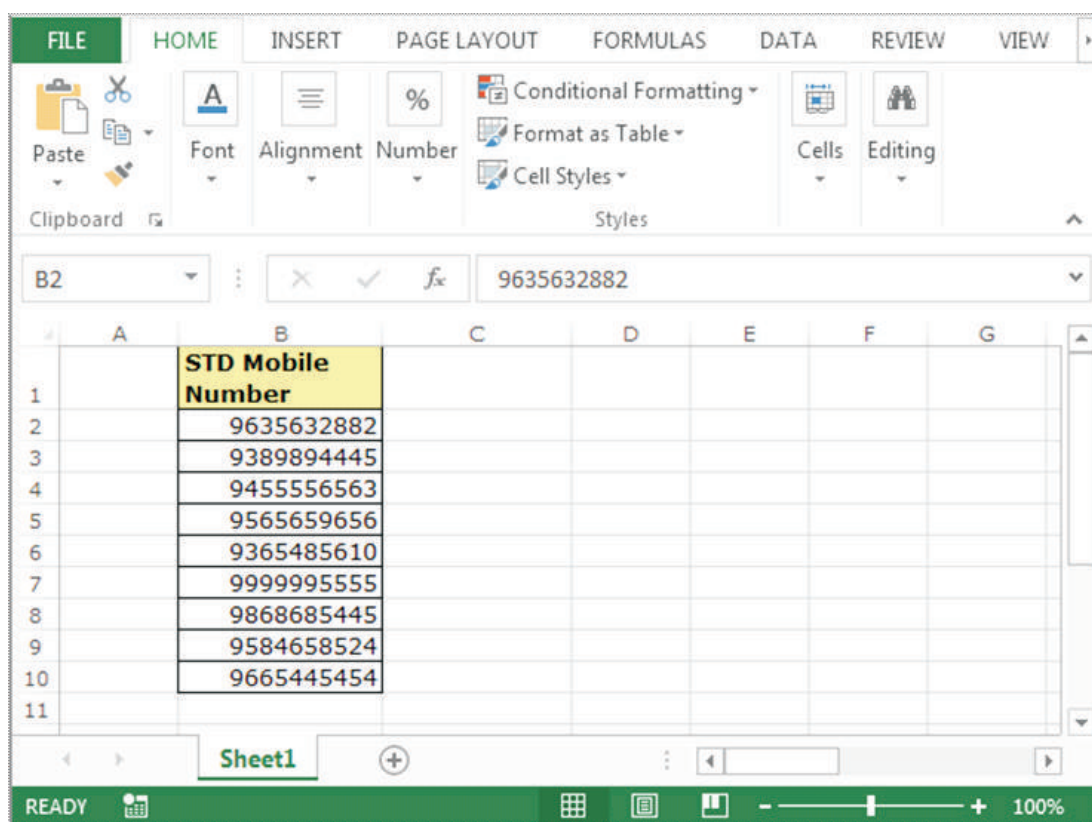 FILE HOME INSERT PAGE LAYOUT FORMULAS DATA REVIEW VIEW
Paste
Clipboard
A
Font
Alignment
%
Number
Conditional Formatting
Format as Table
Cell Styles
Styles
Cells
Editing
B2 fx 9635632882
A B C D E F G
STD Mobile
1 Number
2 9635632882
3 9389894445
4 9455556563
5 9565659656
6 9365485610
7 9999995555
8 9868685445
9 9584658524
10 9665445454
11
Sheet1
READY - + 100%